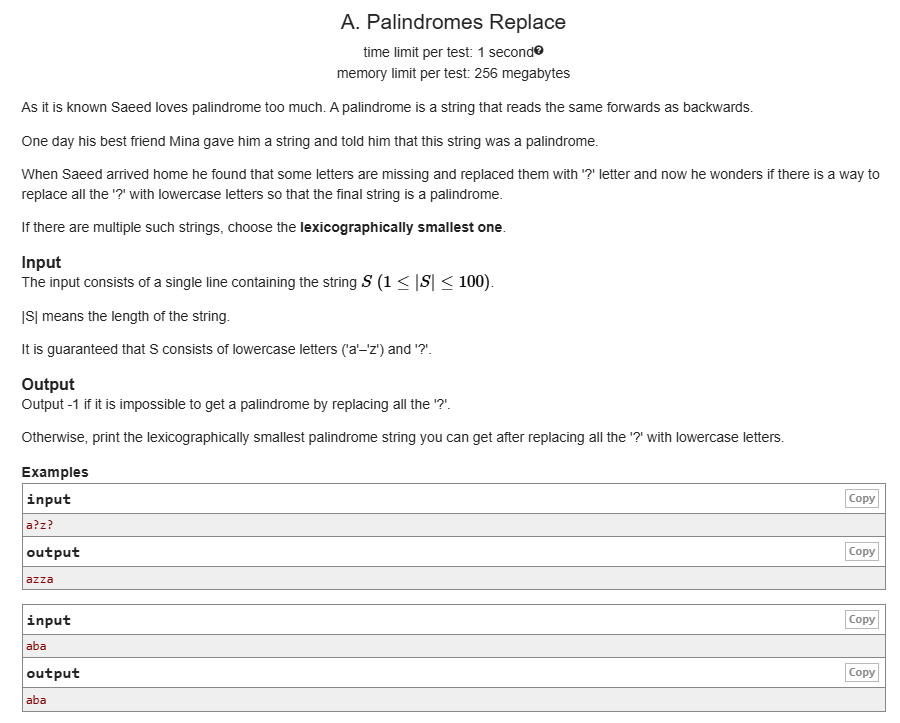 A. Palindromes Replace
time limit per test: 1 second?
memory limit per test: 256 megabytes
As it is known Saeed loves palindrome too much. A palindrome is a string that reads the same forwards as backwards.
One day his best friend Mina gave him a string and told him that this string was a palindrome.
When Saeed arrived home he found that some letters are missing and replaced them with '?' letter and now he wonders if there is a way to
replace all the '?' with lowercase letters so that the final string is a palindrome.
If there are multiple such strings, choose the lexicographically smallest one.
Input
The input consists of a single line containing the string S (1 ≤ |S| ≤ 100).
|S| means the length of the string.
It is guaranteed that S consists of lowercase letters ('a'–'z') and '?'.
Output
Output -1 if it is impossible to get a palindrome by replacing all the '?'.
Otherwise, print the lexicographically smallest palindrome string you can get after replacing all the '?' with lowercase letters.
Examples
input Copy
a?z?
output Copy
azza
input Copy
aba
output Copy
aba